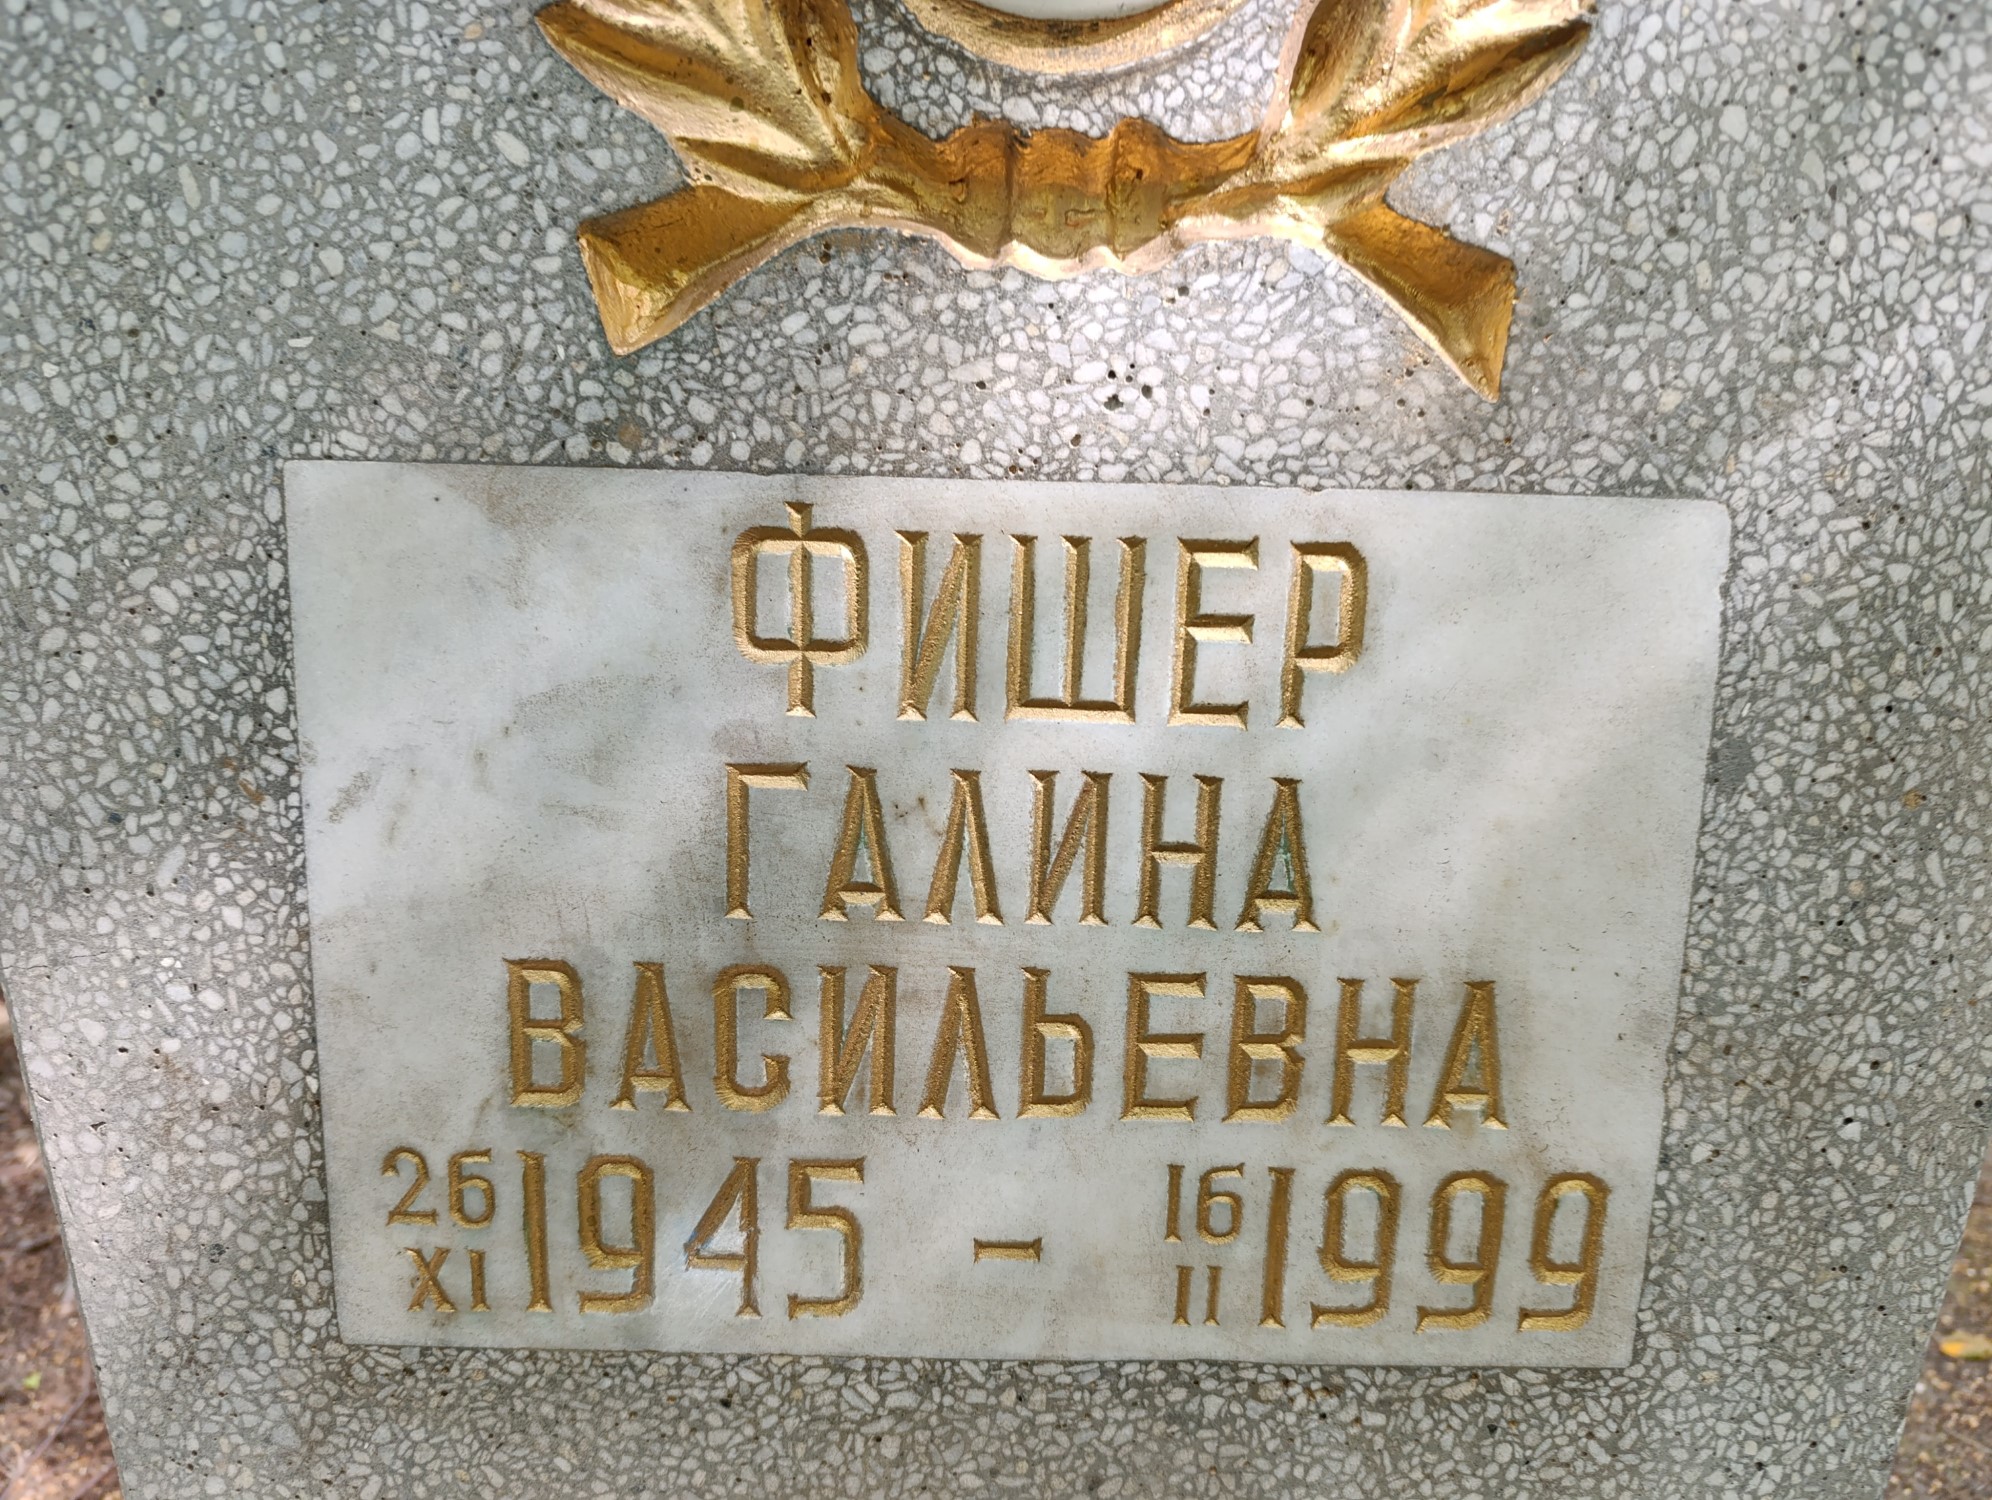 ФИШЕР
ГАЛИНА
ВАСИЛЬЕВНА
26 XI 1945 - 16 II 1999